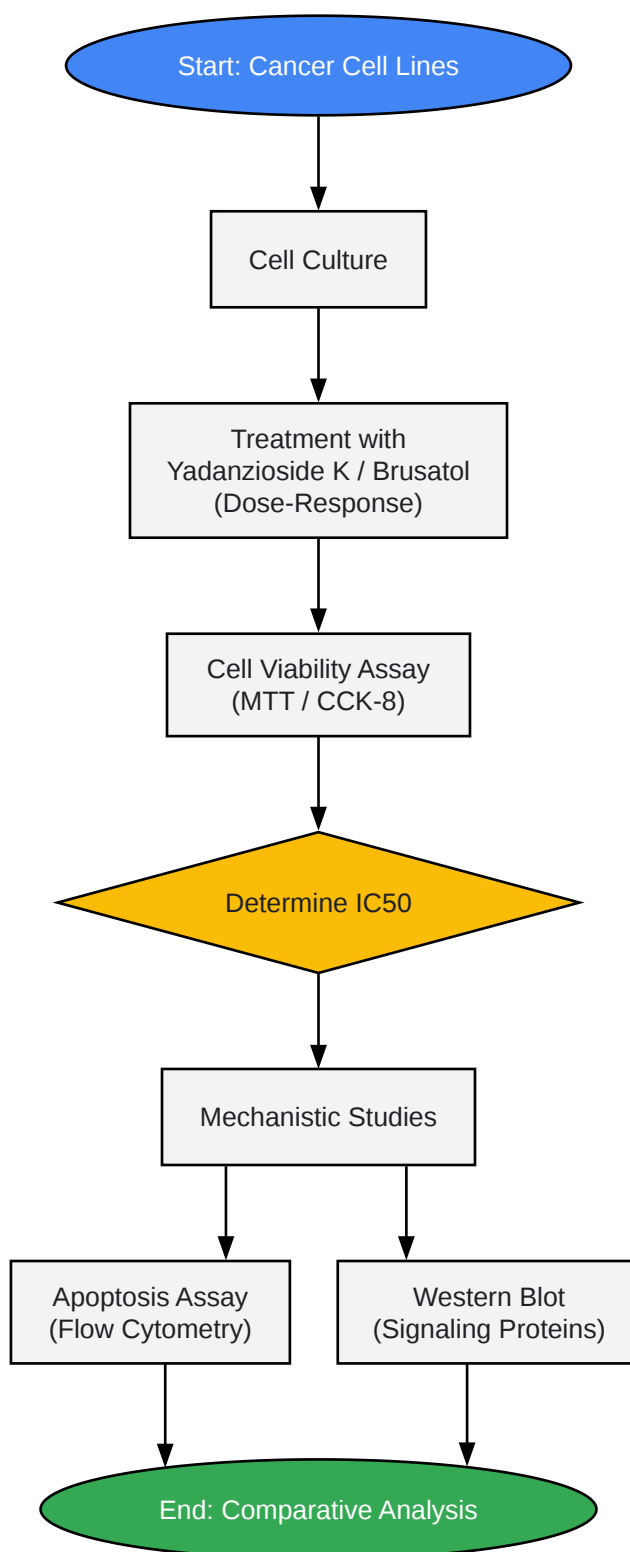 Start: Cancer Cell Lines
Cell Culture
Treatment with
Yadanzioside K / Brusatol
(Dose-Response)
Cell Viability Assay
(MTT / CCK-8)
Determine IC50
Mechanistic Studies
Apoptosis Assay
(Flow Cytometry)
Western Blot
(Signaling Proteins)
End: Comparative Analysis